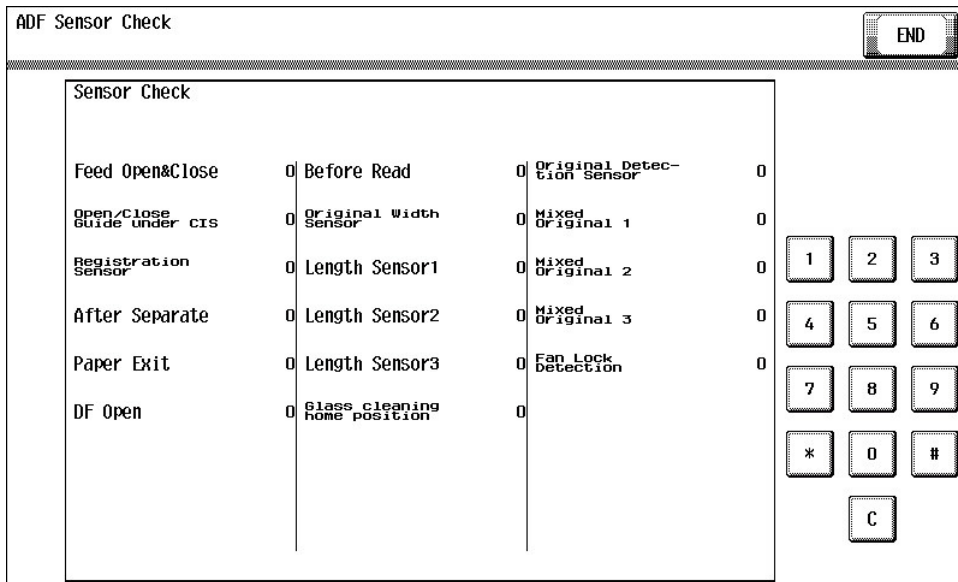 ADF Sensor Check
END
Sensor Check
Feed Open&Close 0
Open/Close
Guide under CIS 0
Registration
Sensor 0
After Separate 0
Paper Exit 0
DF Open 0
Before Read 0
Original Width
Sensor 0
Length Sensor1 0
Length Sensor2 0
Length Sensor3 0
Glass cleaning
home position 0
Original Detec-
tion Sensor 0
Mixed
Original 1 0
Mixed
Original 2 0
Mixed
Original 3 0
Fan Lock
Detection 0
1 2 3
4 5 6
7 8 9
* 0 #
C